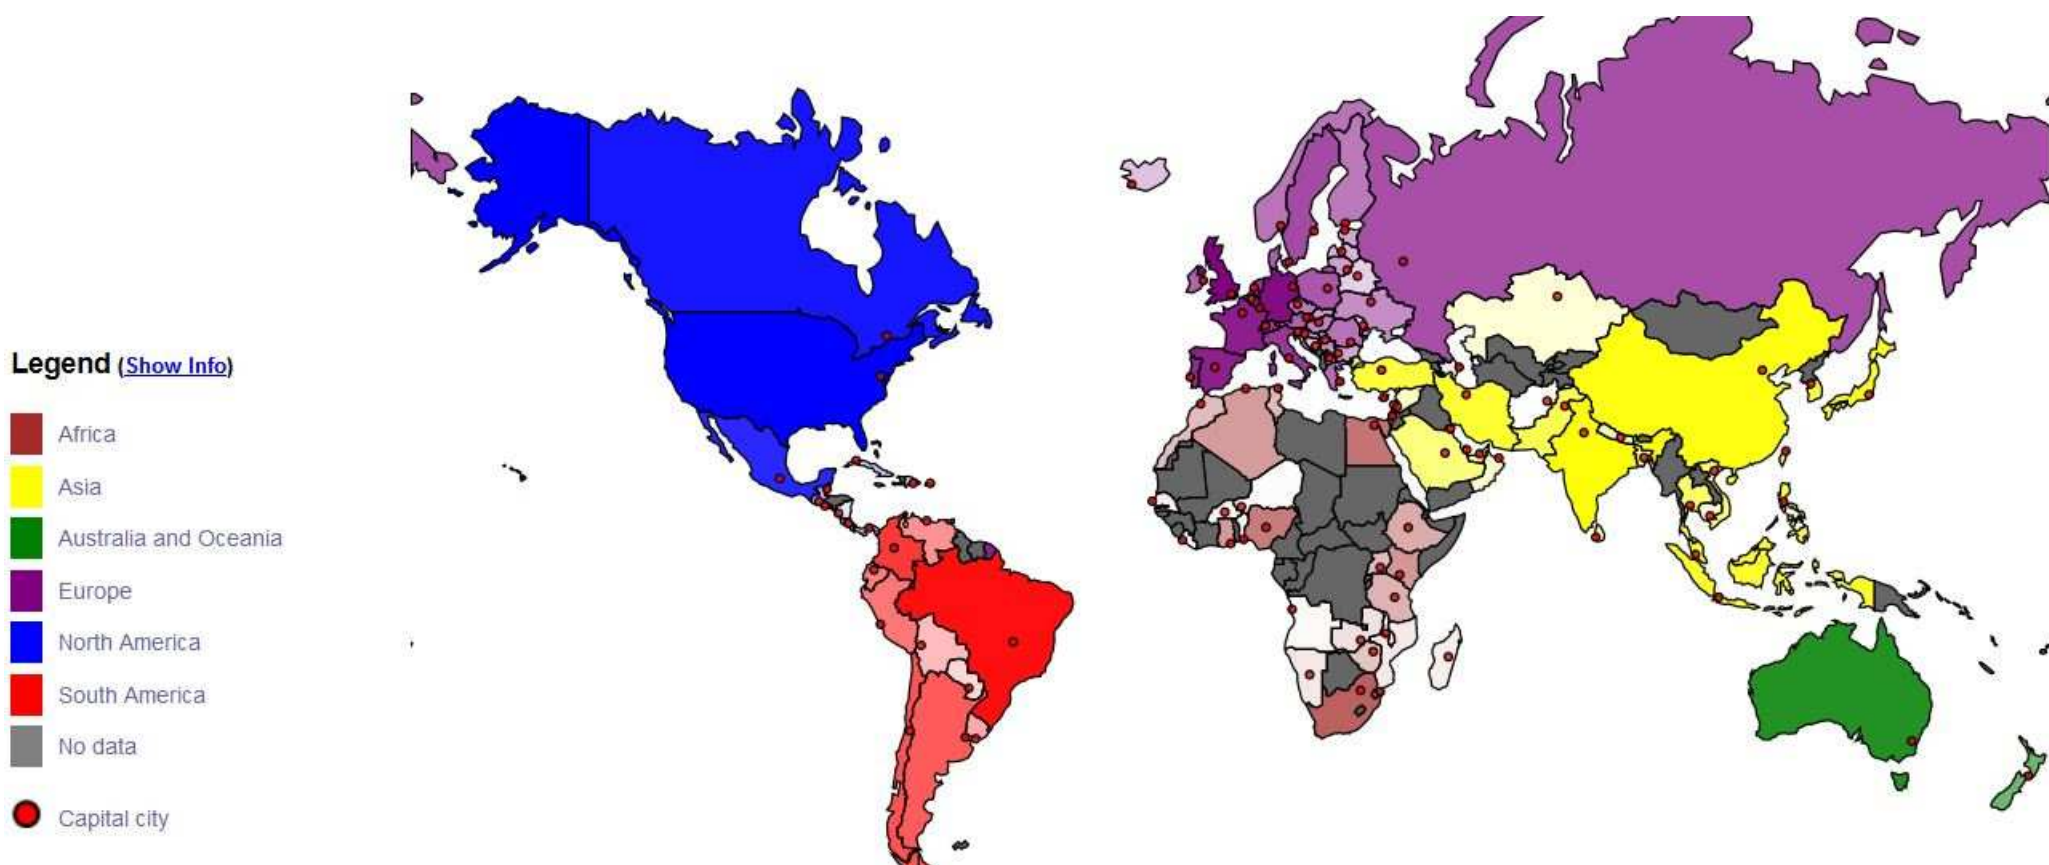 Legend (Show Info)
Africa
Asia
Australia and Oceania
Europe
North America
South America
No data
Capital city